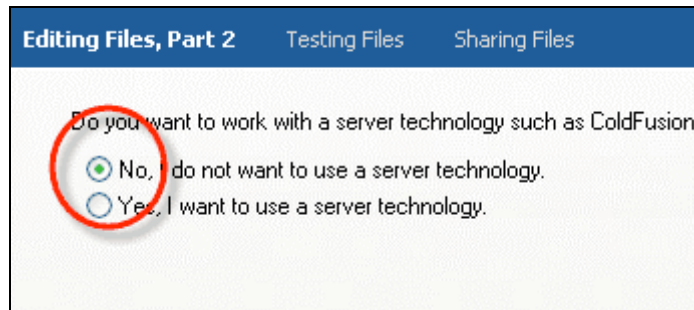 Editing Files, Part 2 Testing Files Sharing Files
Do you want to work with a server technology such as ColdFusion
No, I do not want to use a server technology.
Yes, I want to use a server technology.